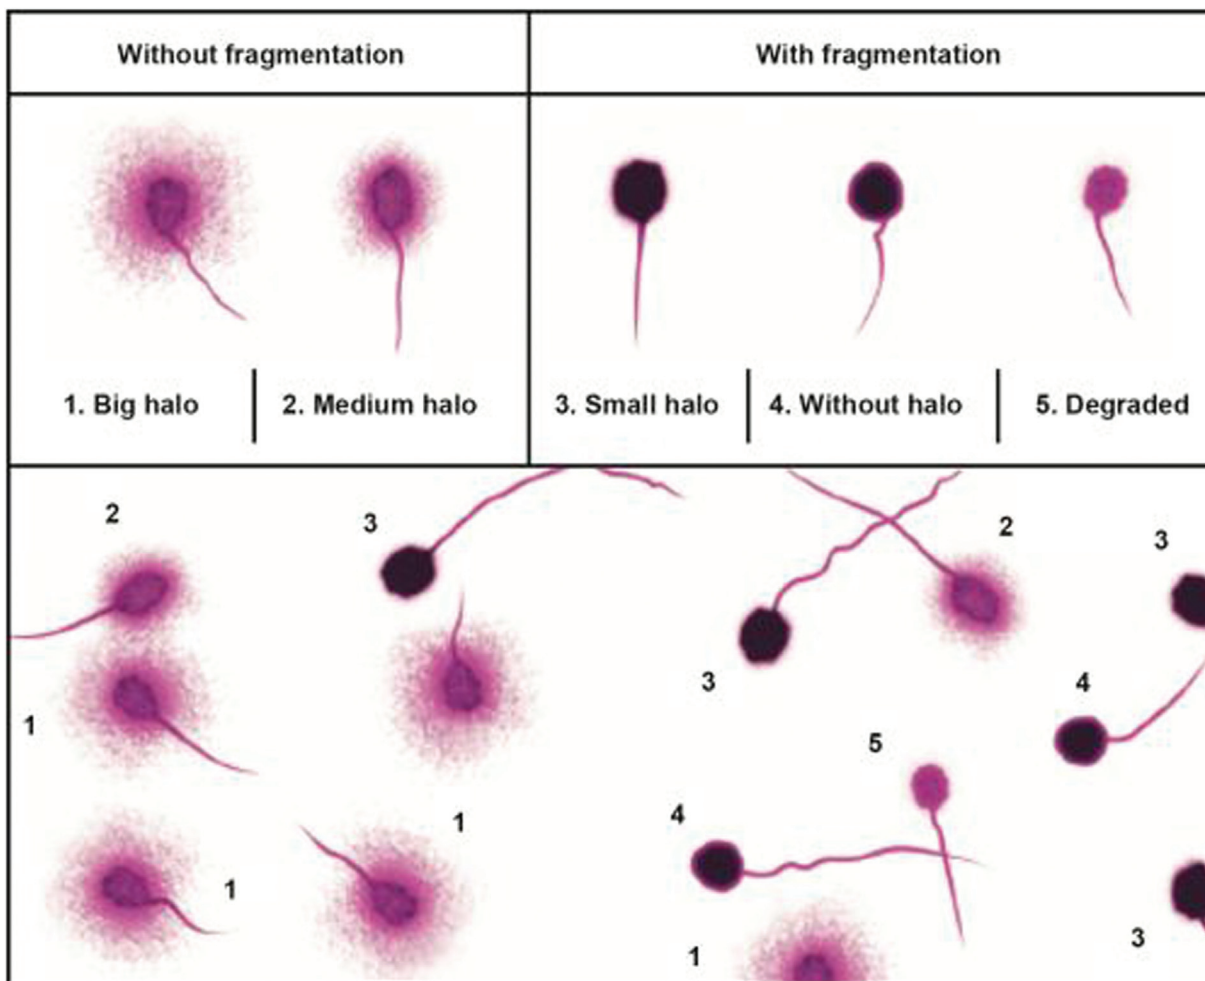 Without fragmentation
With fragmentation
1. Big halo
2. Medium halo
3. Small halo
4. Without halo
5. Degraded
2
3
2
3
3
4
1
5
4
1
1
3
1